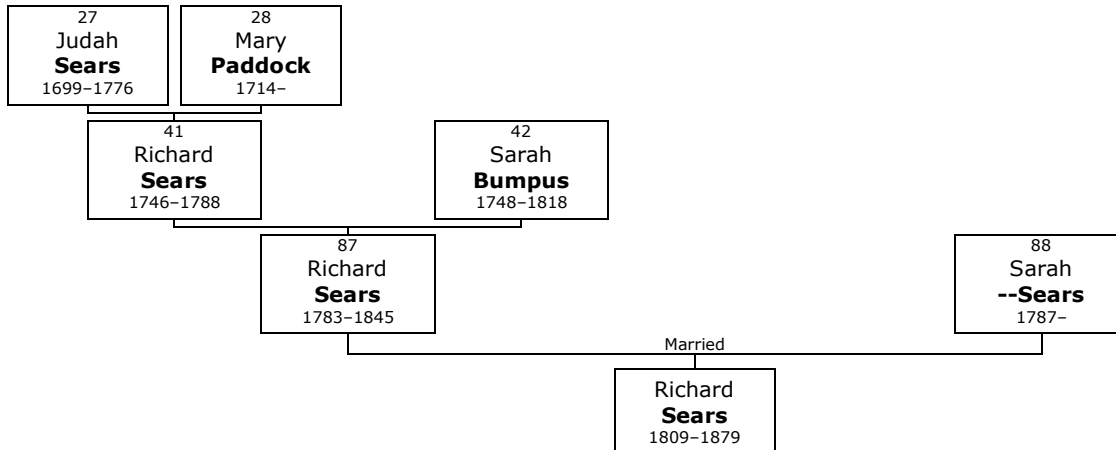 27
Judah
Sears
1699–1776
28
Mary
Paddock
1714–
41
Richard
Sears
1746–1788
42
Sarah
Bumpus
1748–1818
87
Richard
Sears
1783–1845
88
Sarah
--Sears
1787–
Married
Richard
Sears
1809–1879